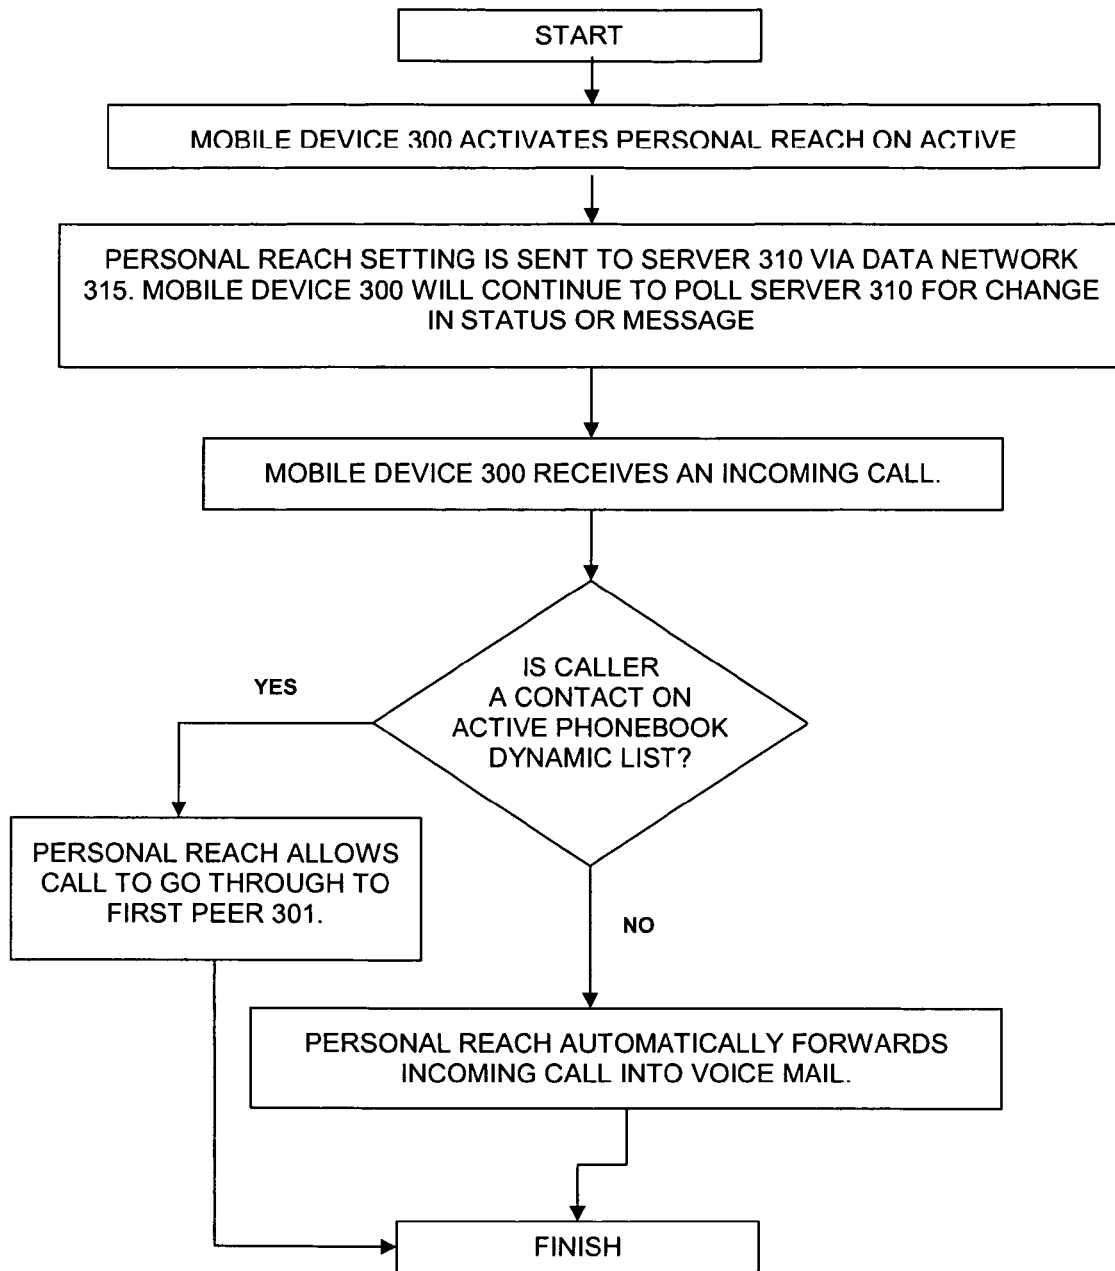 START
MOBILE DEVICE 300 ACTIVATES PERSONAL REACH ON ACTIVE
PERSONAL REACH SETTING IS SENT TO SERVER 310 VIA DATA NETWORK
315. MOBILE DEVICE 300 WILL CONTINUE TO POLL SERVER 310 FOR CHANGE
IN STATUS OR MESSAGE
MOBILE DEVICE 300 RECEIVES AN INCOMING CALL.
IS CALLER
A CONTACT ON
ACTIVE PHONEBOOK
DYNAMIC LIST?
YES
PERSONAL REACH ALLOWS
CALL TO GO THROUGH TO
FIRST PEER 301.
NO
PERSONAL REACH AUTOMATICALLY FORWARDS
INCOMING CALL INTO VOICE MAIL.
FINISH